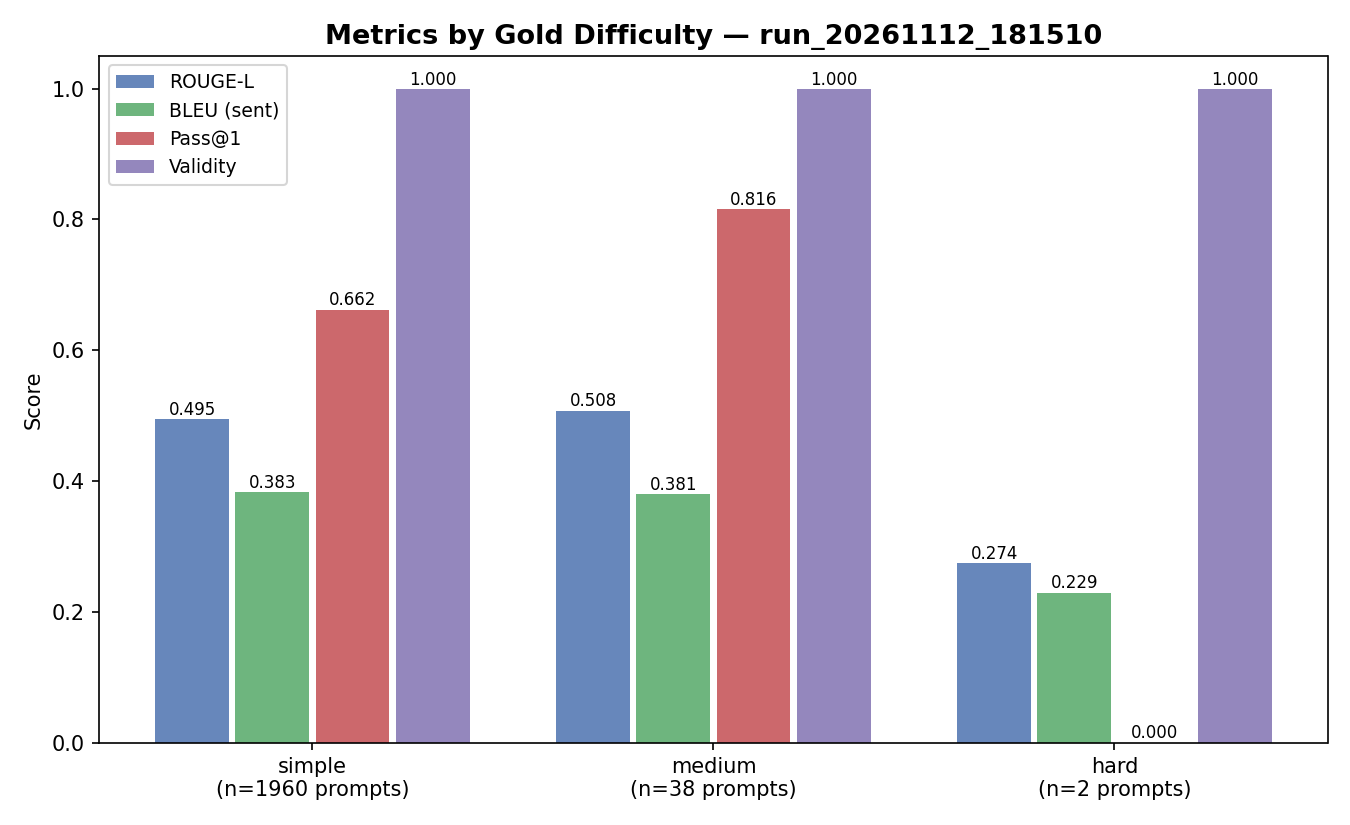 Metrics by Gold Difficulty — run_20261112_181510
ROUGE-L
BLEU (sent)
Pass@1
Validity
Score
1.0
0.8
0.6
0.4
0.2
0.0
0.495
0.383
0.662
1.000
0.508
0.381
0.816
1.000
0.274
0.229
0.000
1.000
simple
(n=1960 prompts)
medium
(n=38 prompts)
hard
(n=2 prompts)